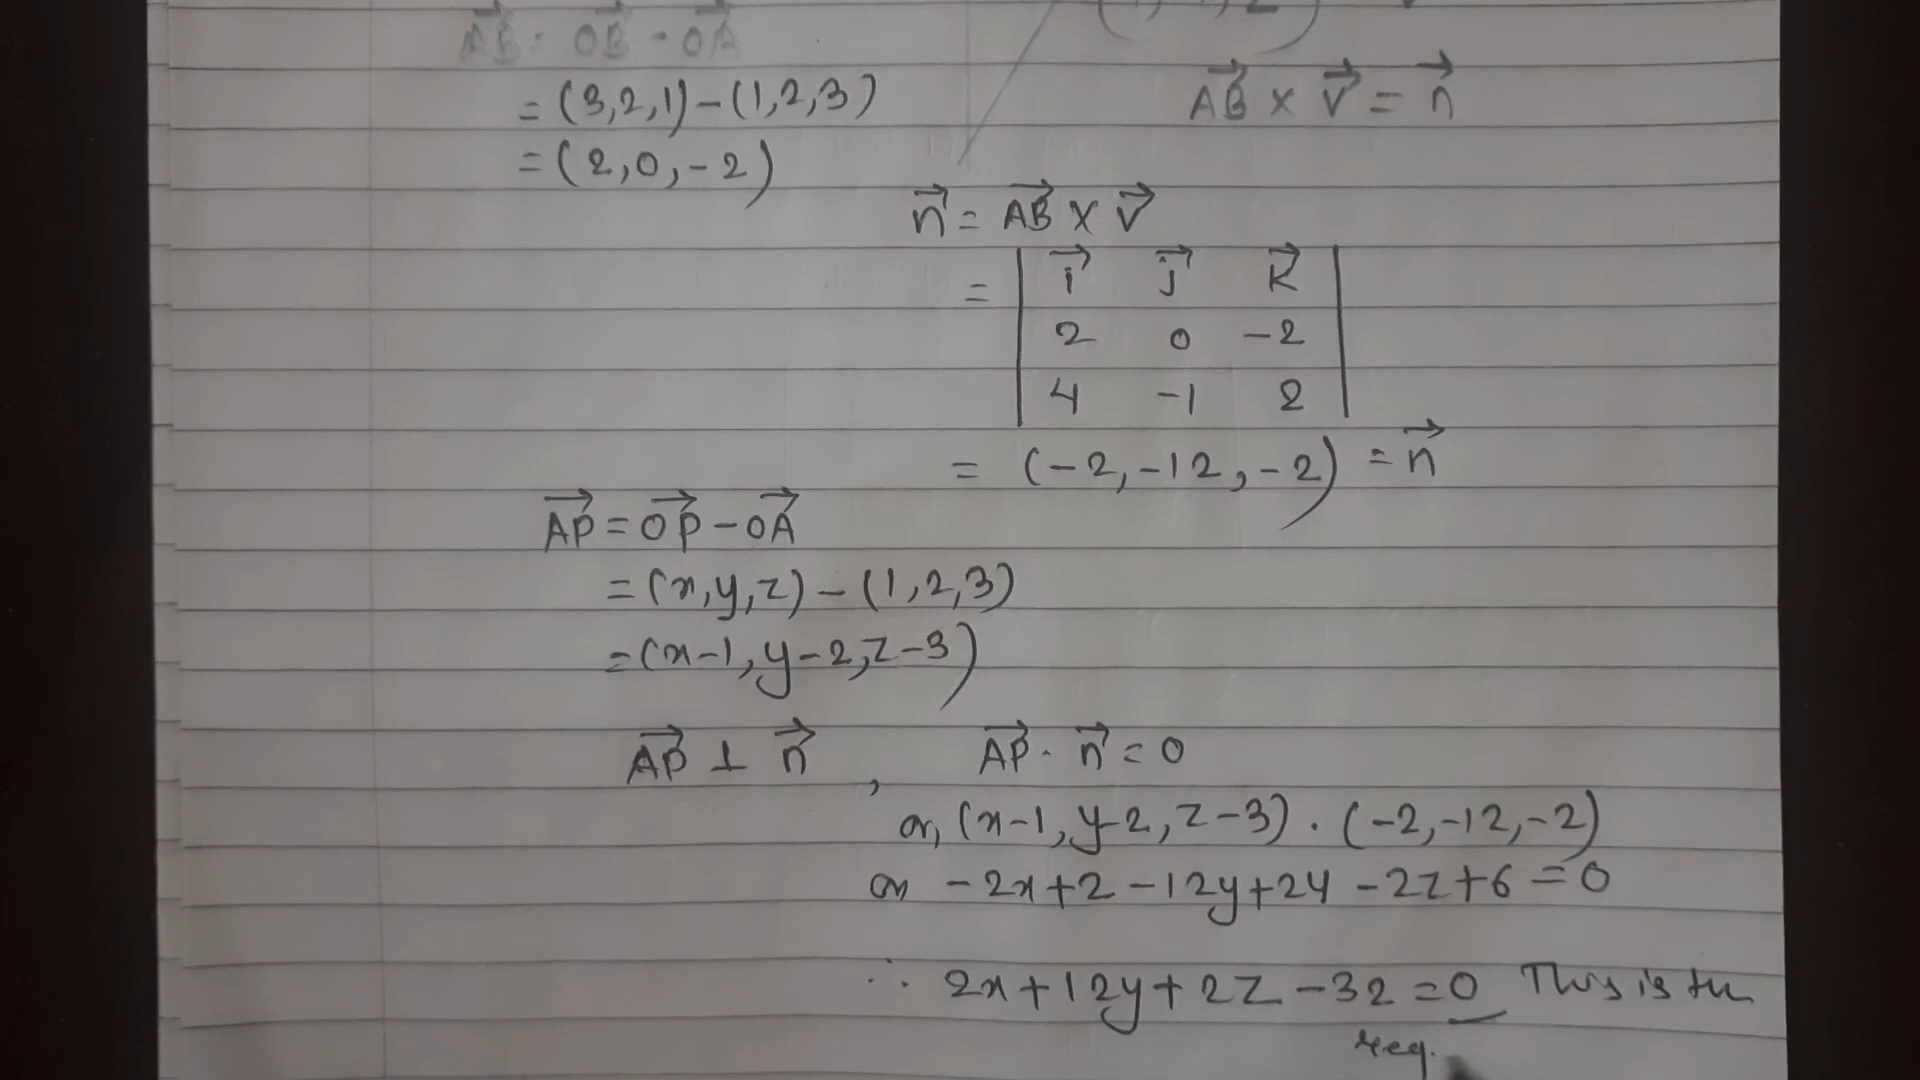 AB = OB - OA
= (3,2,1) - (1,2,3)
= (2,0,-2)
AB × v = n
n = AB × v
= | i j k |
| 2 0 -2 |
| 4 -1 2 |
= (-2,-12,-2) = n
AP = OP - OA
= (x,y,z) - (1,2,3)
= (x-1, y-2, z-3)
AP ⊥ n , AP . n = 0
or, (x-1, y-2, z-3) . (-2,-12,-2)
or -2x+2 -12y+24 -2z+6 = 0
∴ 2x+12y+2z-32=0 This is the
req.